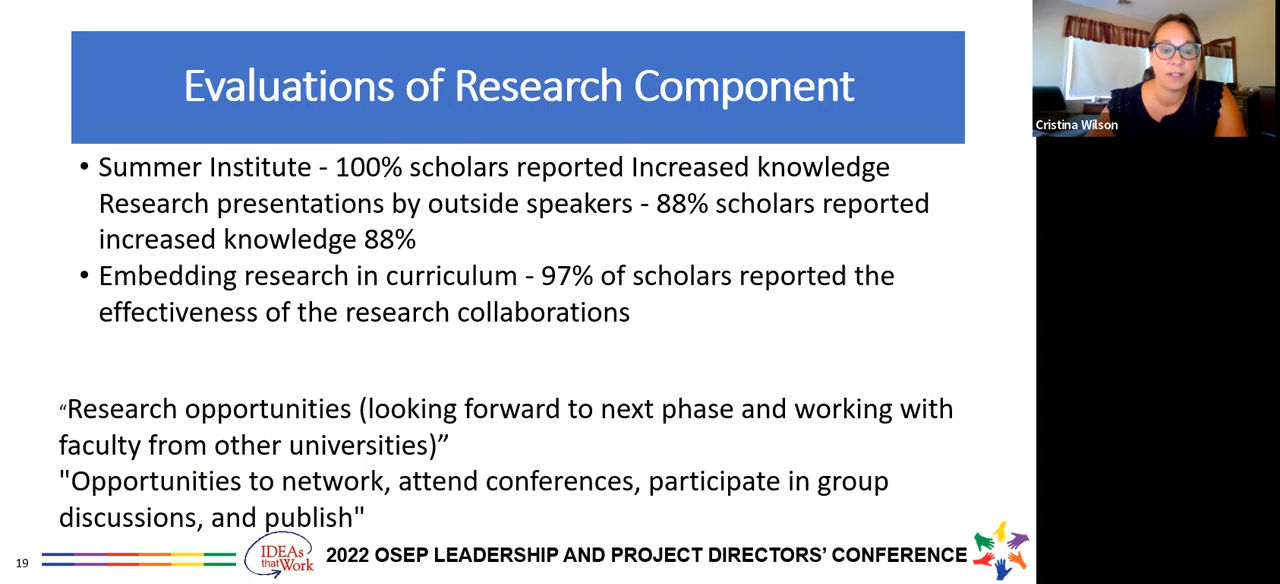 Evaluations of Research Component
Cristina Wilson
• Summer Institute - 100% scholars reported Increased knowledge
Research presentations by outside speakers - 88% scholars reported
increased knowledge 88%
• Embedding research in curriculum - 97% of scholars reported the
effectiveness of the research collaborations
“Research opportunities (looking forward to next phase and working with
faculty from other universities)”
"Opportunities to network, attend conferences, participate in group
discussions, and publish"
19
IDEAs
that Work
2022 OSEP LEADERSHIP AND PROJECT DIRECTORS’ CONFERENCE